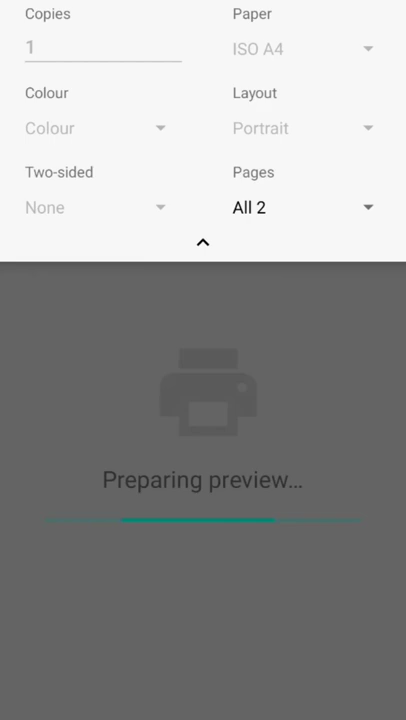 Copies Paper
1 ISO A4
Colour Layout
Colour Portrait
Two-sided Pages
None All 2
Preparing preview...